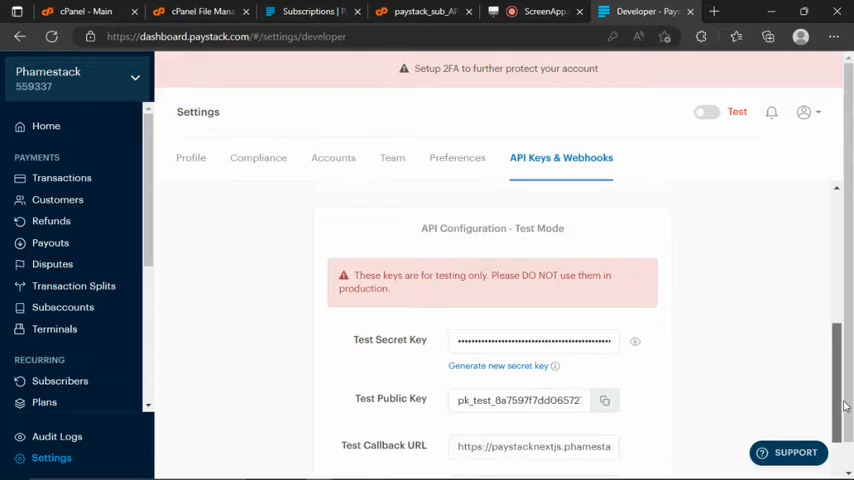 cPanel - Main
cPanel File Mana
Subscriptions | P
paystack_sub_AP
ScreenApp.
Developer - Pays
https://dashboard.paystack.com/#/settings/developer
Phamestack
559337
Setup 2FA to further protect your account
Settings
Test
Home
Profile
Compliance
Accounts
Team
Preferences
API Keys & Webhooks
PAYMENTS
Transactions
Customers
Refunds
Payouts
Disputes
Transaction Splits
Subaccounts
Terminals
RECURRING
Subscribers
Plans
Audit Logs
Settings
API Configuration - Test Mode
These keys are for testing only. Please DO NOT use them in
production.
Test Secret Key
Generate new secret key
Test Public Key
pk_test_8a7597f7dd06572
Test Callback URL
https://paystacknextjs.phamesta
SUPPORT